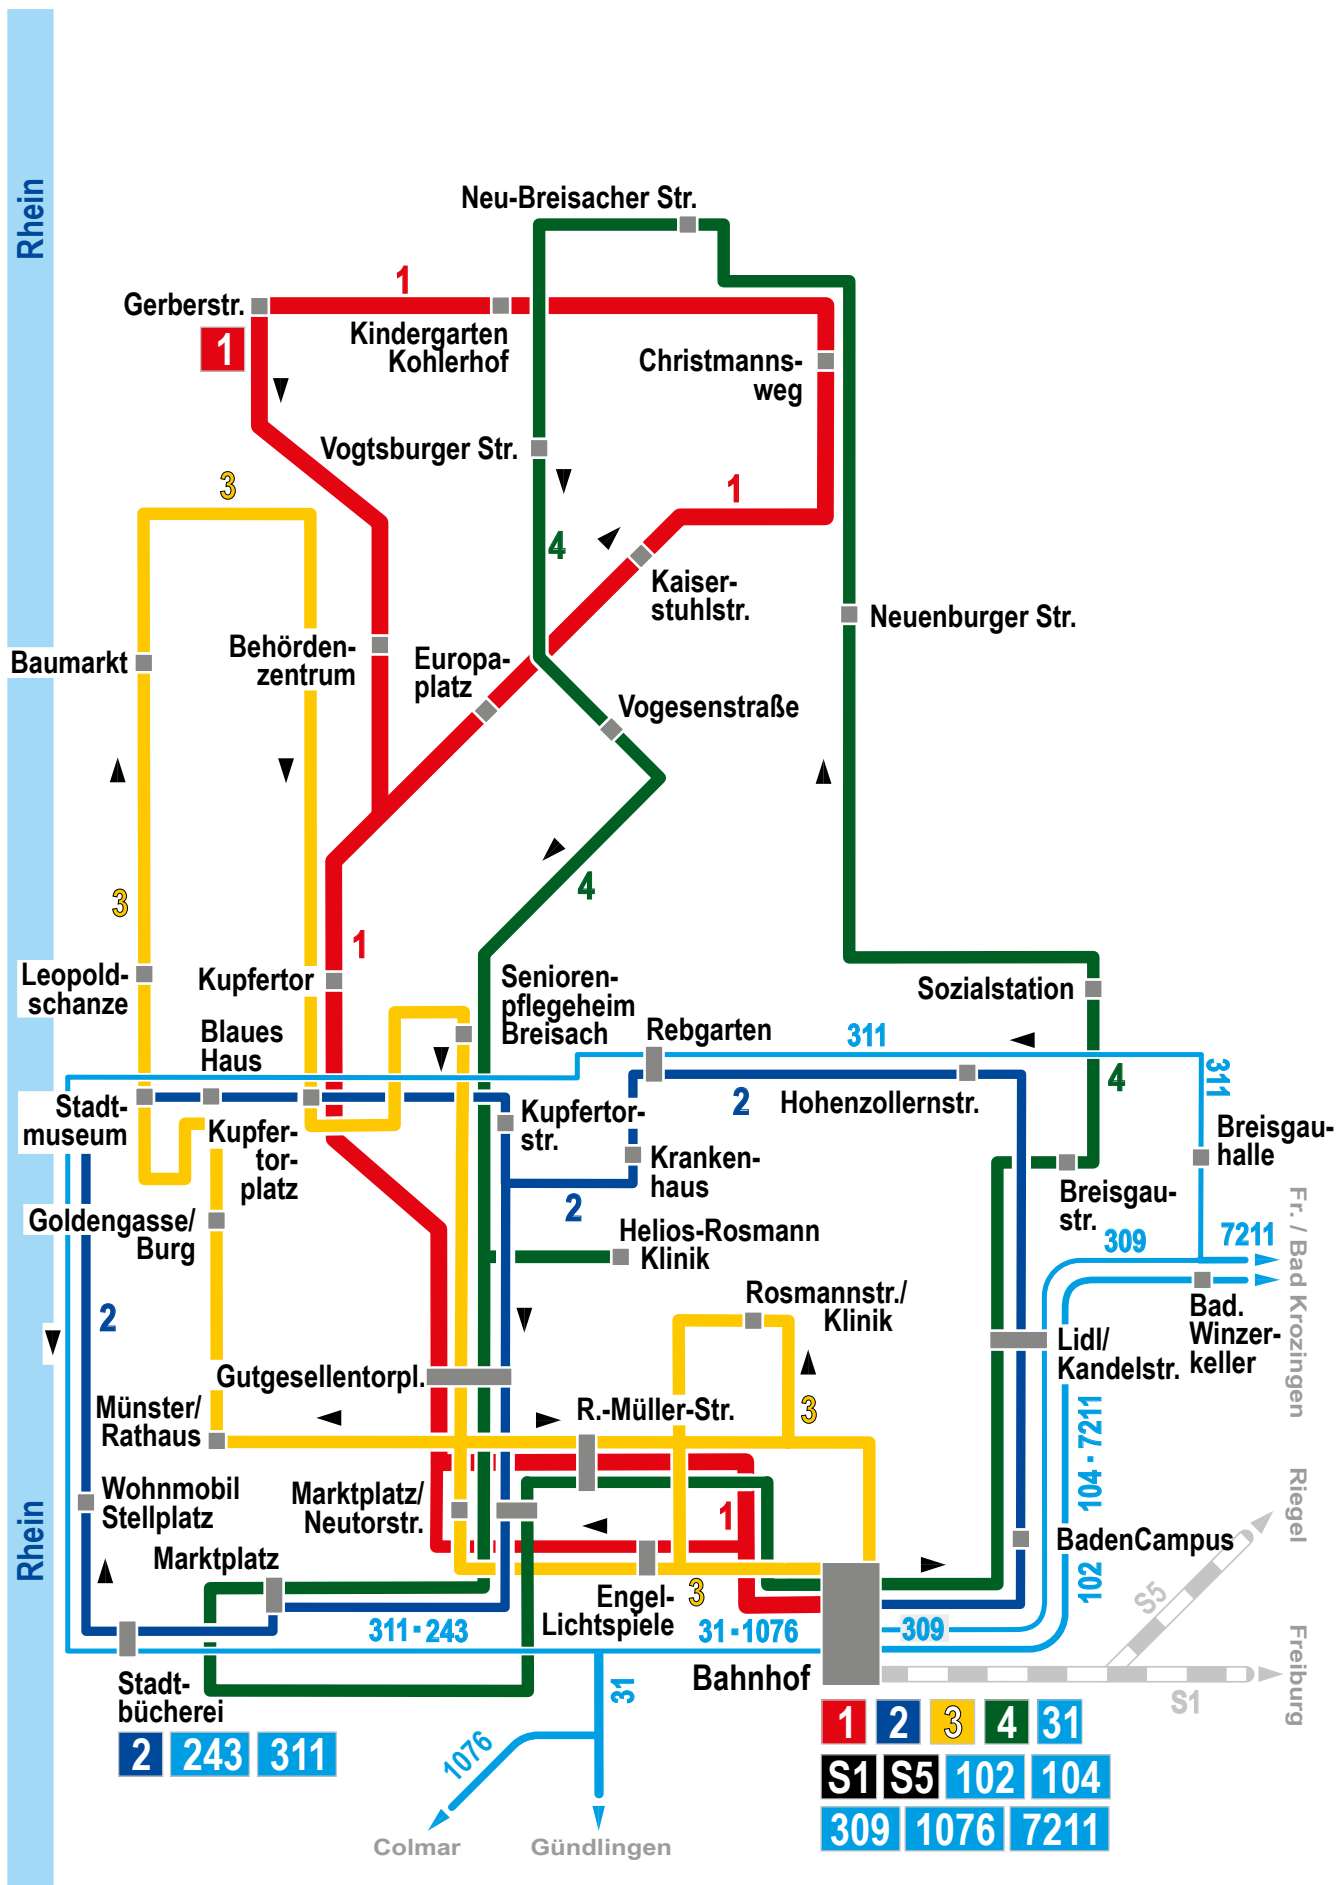 Rhein
Neu-Breisacher Str.
1
Gerberstr.
1
Kindergarten
Kohlerhof
Christmanns-
weg
Vogtsburger Str.
3
1
4
Kaiser-
stuhlstr.
Neuenburger Str.
Baumarkt
Behörden-
zentrum
Europa-
platz
Vogesenstraße
4
3
1
Leopold-
schanze
Kupfertor
Senioren-
pflegeheim
Breisach
Sozialstation
Blaues
Haus
Rebgarten
311
311
4
Stadt-
museum
Kupfer-
tor-
platz
Kupfertor-
str.
2
Hohenzollernstr.
Breisgau-
halle
Kranken-
haus
2
Breisgau-
str.
Goldengasse/
Burg
Helios-Rosmann
Klinik
309
7211
Fr. / Bad Krozingen
2
Rosmannstr./
Klinik
Bad.
Winzer-
keller
Lidl/
Kandelstr.
Gutgesellentorpl.
Münster/
Rathaus
R.-Müller-Str.
3
104 - 7211
Wohnmobil
Stellplatz
Marktplatz/
Neutorstr.
1
Riegel
Rhein
Marktplatz
BadenCampus
102
S5
Engel-
Lichtspiele
3
311 - 243
31 - 1076
309
Bahnhof
S1
Freiburg
Stadt-
bücherei
2 243 311
31
1076
Colmar
Gündlingen
1 2 3 4 31
S1 S5 102 104
309 1076 7211